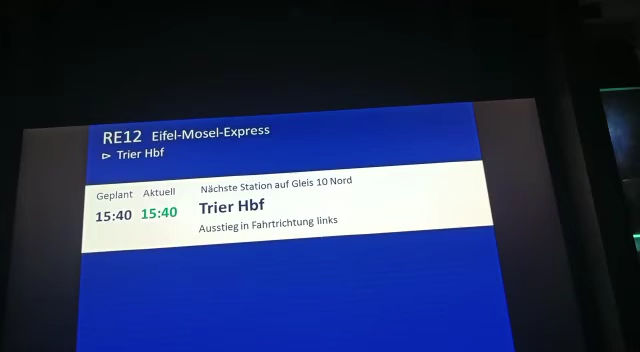 RE12 Eifel-Mosel-Express
▷ Trier Hbf
Geplant Aktuell Nächste Station auf Gleis 10 Nord
15:40 15:40 Trier Hbf
Ausstieg in Fahrtrichtung links